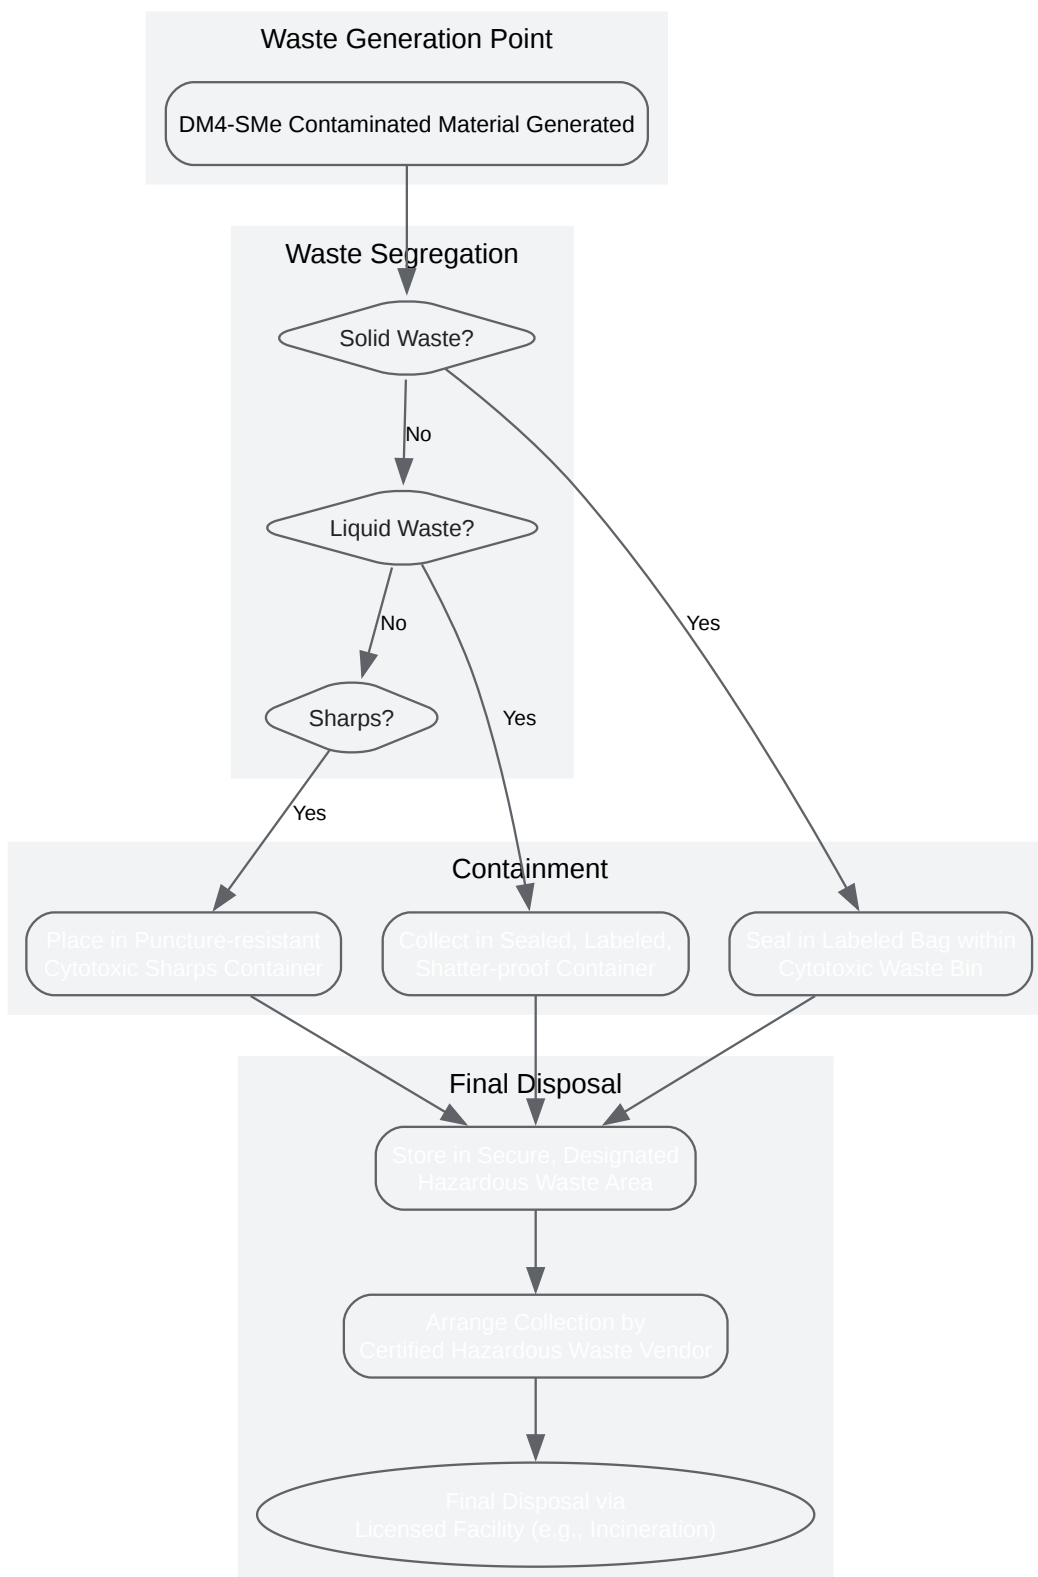 Waste Generation Point
DM4-SMe Contaminated Material Generated
Waste Segregation
Solid Waste?
No
Liquid Waste?
No
Yes
Sharps?
Yes
Yes
Containment
Place in Puncture-resistant
Cytotoxic Sharps Container
Collect in Sealed, Labeled,
Shatter-proof Container
Seal in Labeled Bag within
Cytotoxic Waste Bin
Final Disposal
Store in Secure, Designated
Hazardous Waste Area
Arrange Collection by
Certified Hazardous Waste Vendor
Final Disposal via
Licensed Facility (e.g., Incineration)